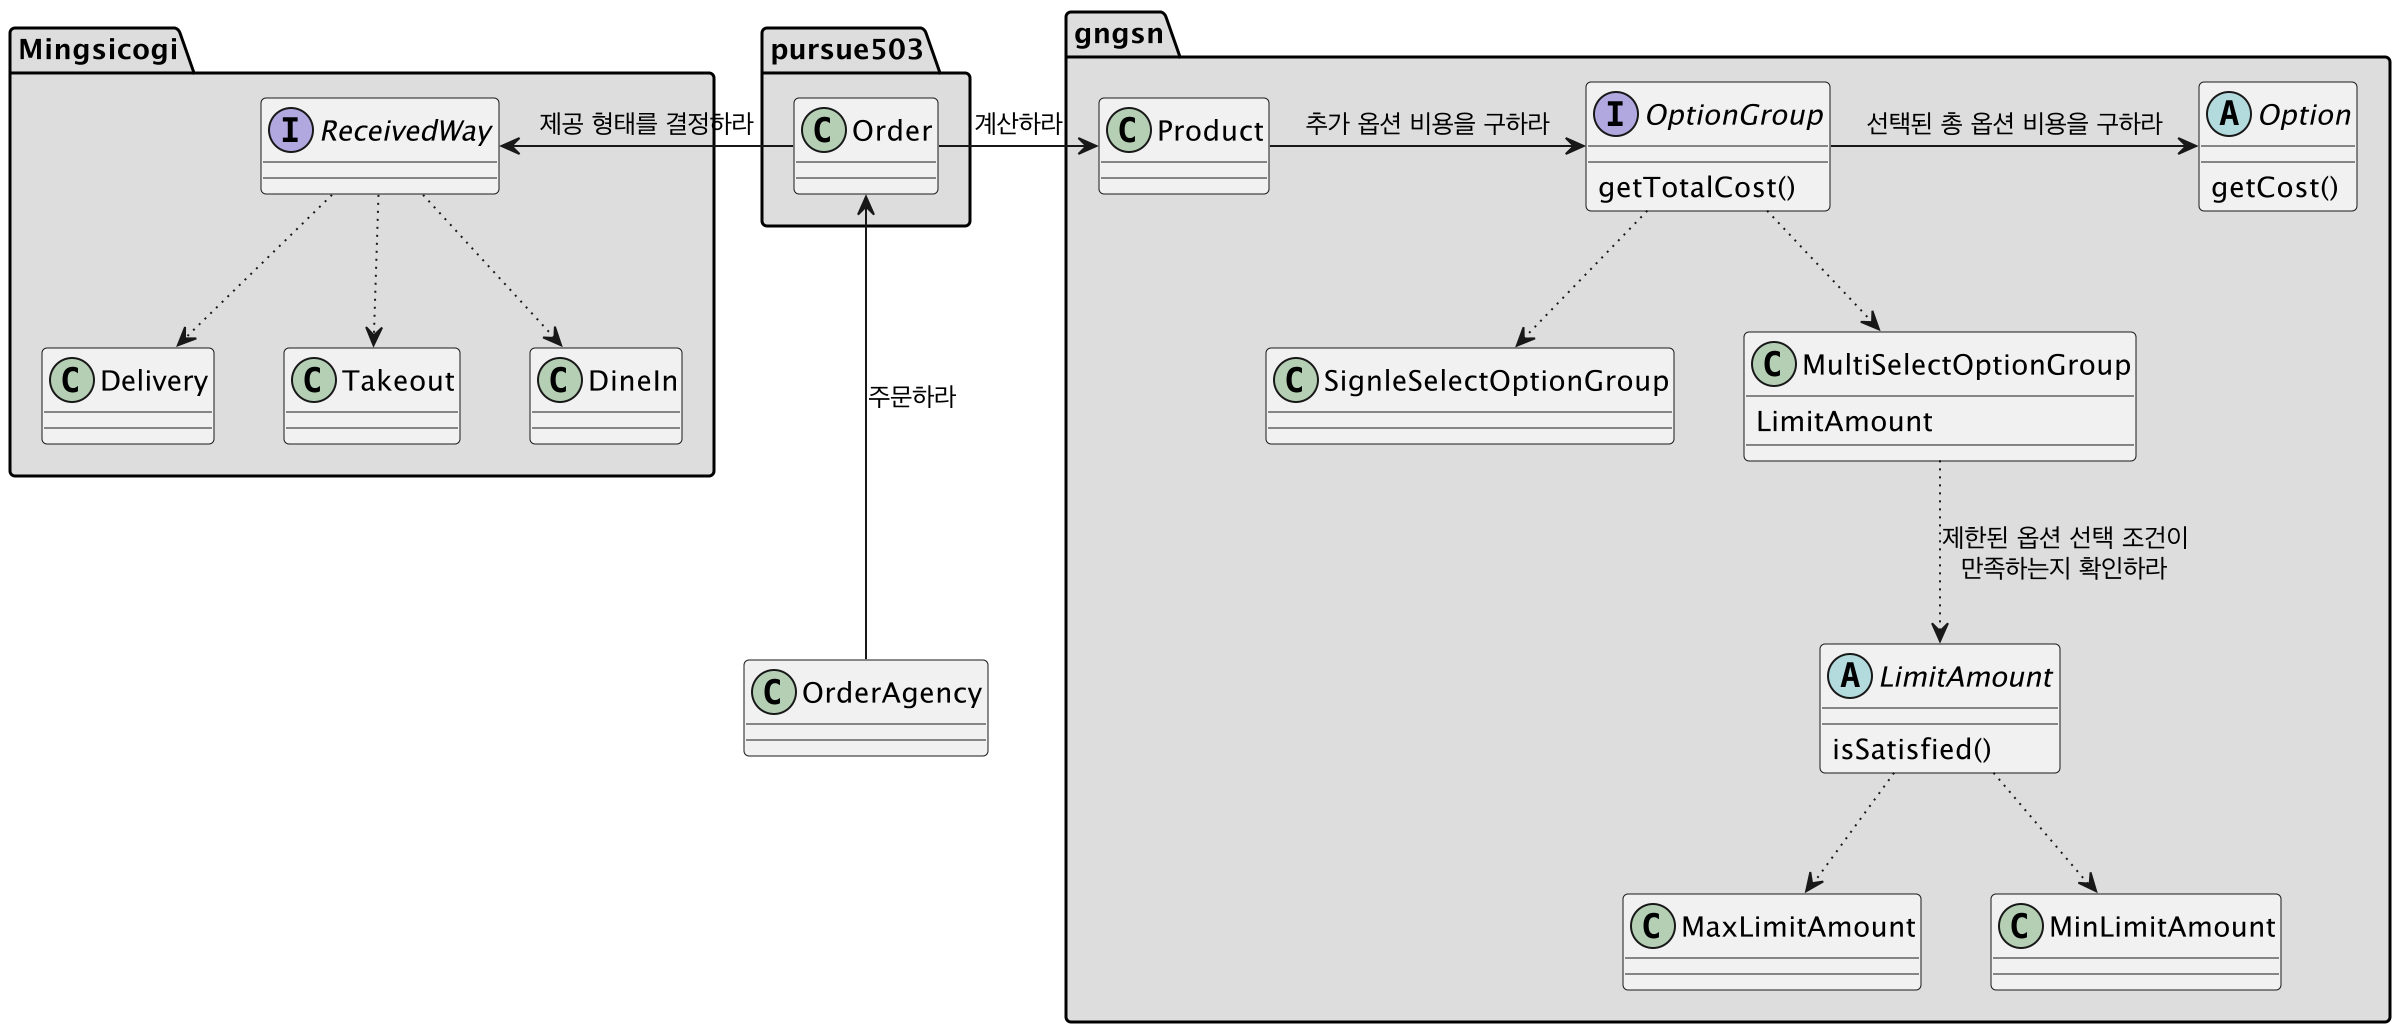 Mingsicogi
I ReceivedWay
제공 형태를 결정하라
C Delivery
C Takeout
C DineIn
pursue503
C Order
계산하라
주문하라
C OrderAgency
gngsn
C Product
추가 옵션 비용을 구하라
I OptionGroup
getTotalCost()
선택된 총 옵션 비용을 구하라
A Option
getCost()
C SignleSelectOptionGroup
C MultiSelectOptionGroup
LimitAmount
제한된 옵션 선택 조건이
만족하는지 확인하라
A LimitAmount
isSatisfied()
C MaxLimitAmount
C MinLimitAmount